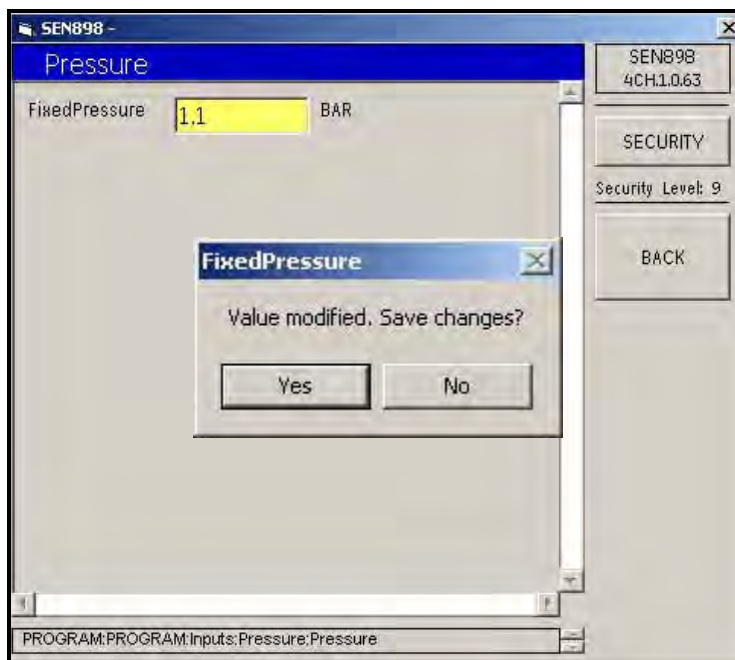 SEN898 -
Pressure
FixedPressure 1.1 BAR
FixedPressure
Value modified. Save changes?
Yes No
SEN898
4CH.1.0.63
SECURITY
Security Level: 9
BACK
PROGRAM:PROGRAM:Inputs:Pressure:Pressure